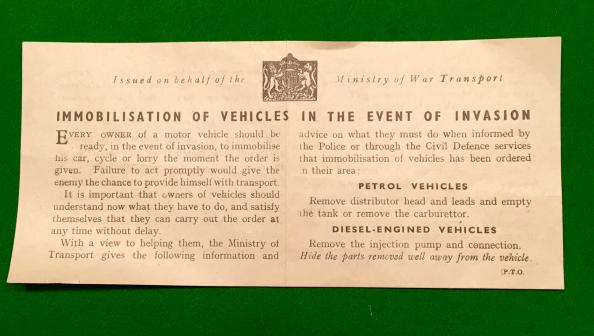 Issued on behalf of the Ministry of War Transport
IMMOBILISATION OF VEHICLES IN THE EVENT OF INVASION
EVERY OWNER of a motor vehicle should be
ready, in the event of invasion, to immobilise
his car, cycle or lorry the moment the order is
given. Failure to act promptly would give the
enemy the chance to provide himself with transport.
It is important that owners of vehicles should
understand now what they have to do, and satisfy
themselves that they can carry out the order at
any time without delay.
With a view to helping them, the Ministry of
Transport gives the following information and
advice on what they must do when informed by
the Police or through the Civil Defence services
that immobilisation of vehicles has been ordered
in their area:
PETROL VEHICLES
Remove distributor head and leads and empty
the tank or remove the carburettor.
DIESEL-ENGINED VEHICLES
Remove the injection pump and connection.
Hide the parts removed well away from the vehicle.
[P.T.O.